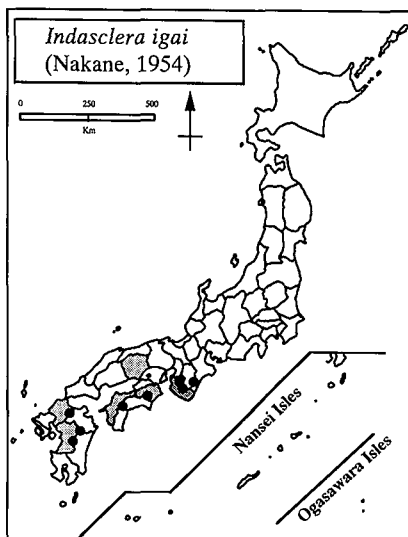 Indasclera igai
(Nakane, 1954)
0 250 500
Km
Nansei Isles
Ogasawara Isles